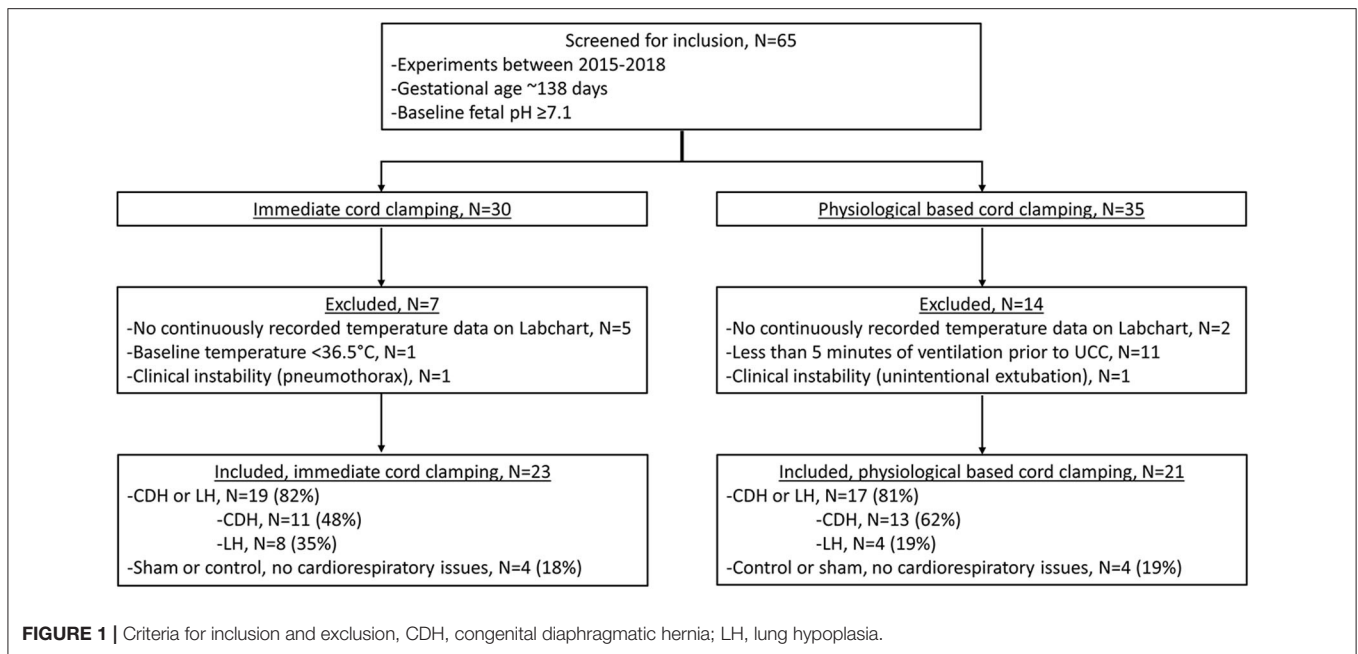 Screened for inclusion, N=65
-Experiments between 2015-2018
-Gestational age ~138 days
-Baseline fetal pH ≥7.1
Immediate cord clamping, N=30
Physiological based cord clamping, N=35
Excluded, N=7
-No continuously recorded temperature data on Labchart, N=5
-Baseline temperature <36.5°C, N=1
-Clinical instability (pneumothorax), N=1
Excluded, N=14
-No continuously recorded temperature data on Labchart, N=2
-Less than 5 minutes of ventilation prior to UCC, N=11
-Clinical instability (unintentional extubation), N=1
Included, immediate cord clamping, N=23
-CDH or LH, N=19 (82%)
-CDH, N=11 (48%)
-LH, N=8 (35%)
-Sham or control, no cardiorespiratory issues, N=4 (18%)
Included, physiological based cord clamping, N=21
-CDH or LH, N=17 (81%)
-CDH, N=13 (62%)
-LH, N=4 (19%)
-Control or sham, no cardiorespiratory issues, N=4 (19%)
FIGURE 1 | Criteria for inclusion and exclusion, CDH, congenital diaphragmatic hernia; LH, lung hypoplasia.